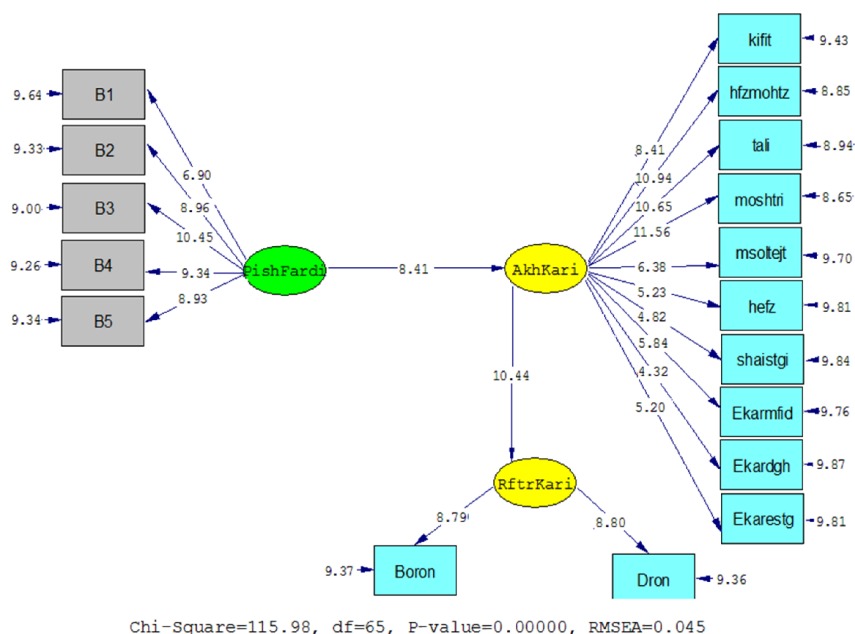 9.64 B1
9.33 B2
9.00 B3
9.26 B4
9.34 B5
6.90
8.96
10.45
9.34
8.93
PishFardi
8.41
AkhKari
8.41
10.94
10.65
11.56
6.38
5.23
4.82
5.84
4.32
5.20
kifit 9.43
hfzmohtz 8.85
tali 8.94
moshtri 8.65
msoltejt 9.70
hefz 9.81
shaistgi 9.84
Ekarmfid 9.76
Ekardgh 9.87
Ekarestg 9.81
10.44
RftrKari
8.79
8.80
9.37 Boron
Dron 9.36
Chi-Square=115.98, df=65, P-value=0.00000, RMSEA=0.045